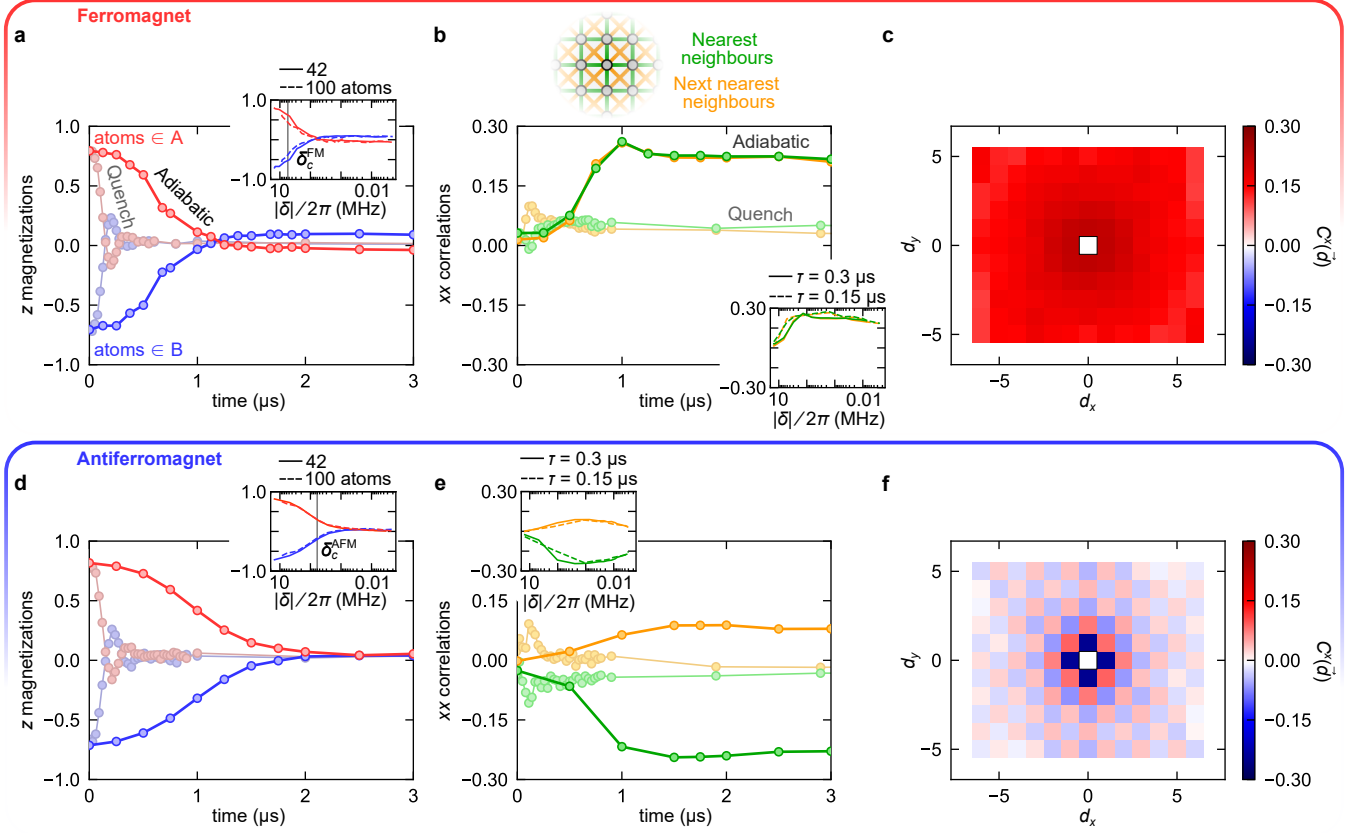 Ferromagnet
a
42
100 atoms
1.0
−1.0
10
0.01
|δ|/2π (MHz)
δ_c^FM
1.0
0.5
0.0
−0.5
−1.0
z magnetizations
atoms ∈ A
atoms ∈ B
Quench
Adiabatic
0
1
2
3
time (μs)
b
Nearest
neighbours
Next nearest
neighbours
0.30
0.15
0.00
−0.15
−0.30
xx correlations
Adiabatic
Quench
τ = 0.3 μs
τ = 0.15 μs
0.30
−0.30
10
0.01
|δ|/2π (MHz)
0
1
2
3
time (μs)
c
5
0
−5
d_y
−5
0
5
d_x
0.30
0.15
0.00
−0.15
−0.30
C^x(d⃗)
Antiferromagnet
d
42
100 atoms
1.0
−1.0
10
0.01
|δ|/2π (MHz)
δ_c^AFM
1.0
0.5
0.0
−0.5
−1.0
z magnetizations
0
1
2
3
time (μs)
e
τ = 0.3 μs
τ = 0.15 μs
0.30
−0.30
10
0.01
|δ|/2π (MHz)
0.15
0.00
−0.15
−0.30
xx correlations
0
1
2
3
time (μs)
f
5
0
−5
d_y
−5
0
5
d_x
0.30
0.15
0.00
−0.15
−0.30
C^x(d⃗)